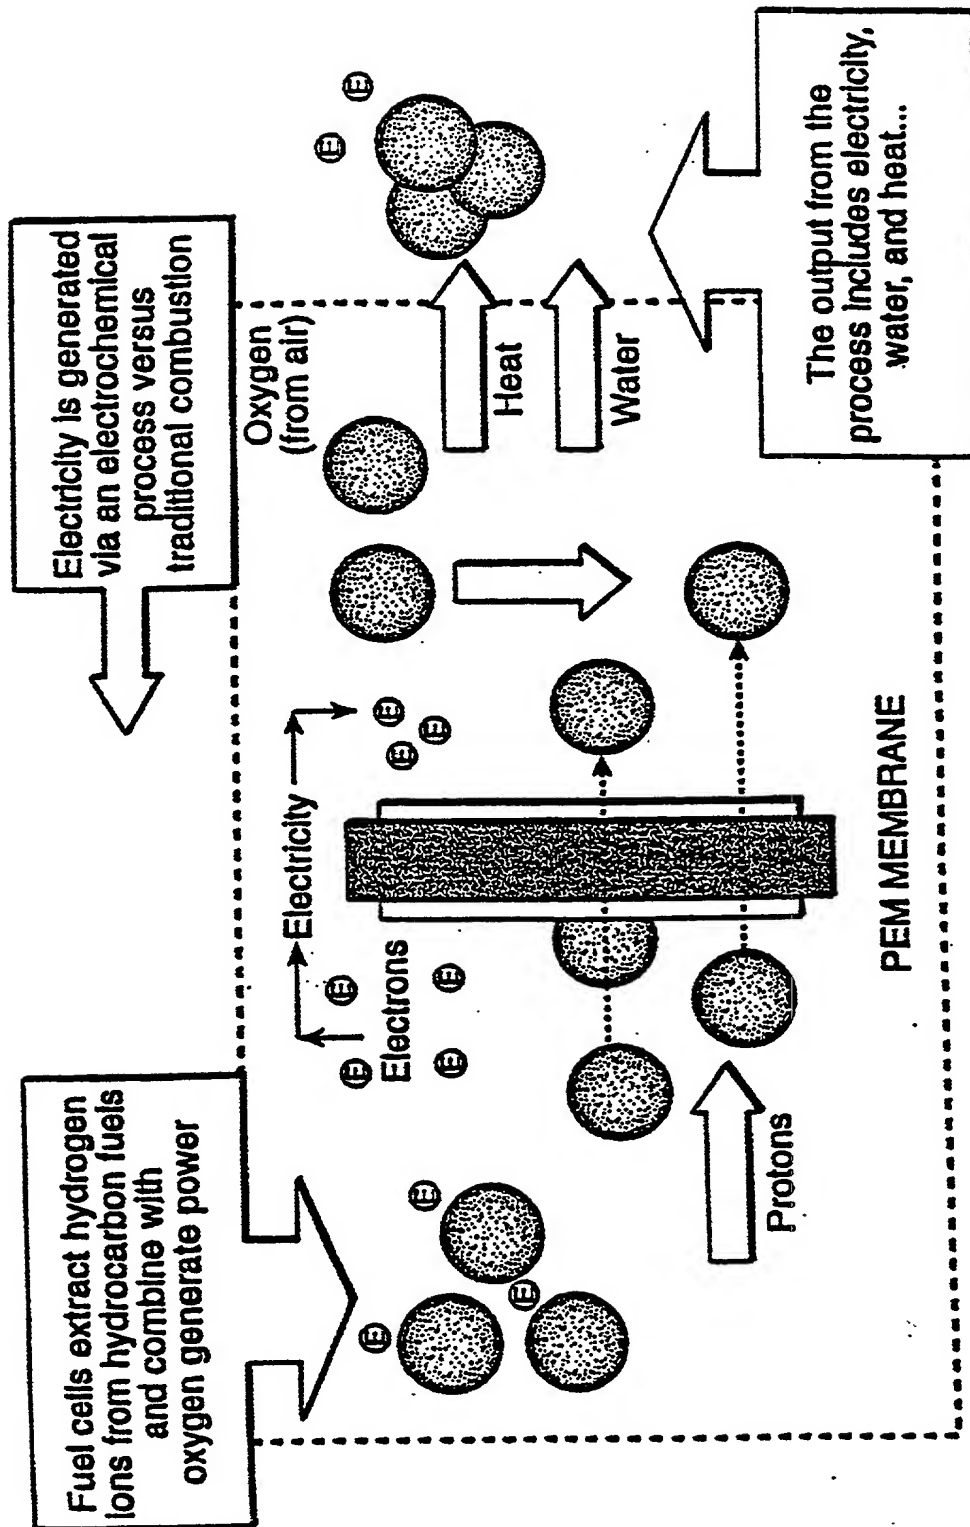 Fuel cells extract hydrogen
ions from hydrocarbon fuels
and combine with
oxygen generate power
Electricity is generated
via an electrochemical
process versus
traditional combustion
Electricity
Electrons
E
E
E
E
E
E
E
E
E
E
E
E
Oxygen
(from air)
Heat
Water
Protons
PEM MEMBRANE
The output from the
process includes electricity,
water, and heat...